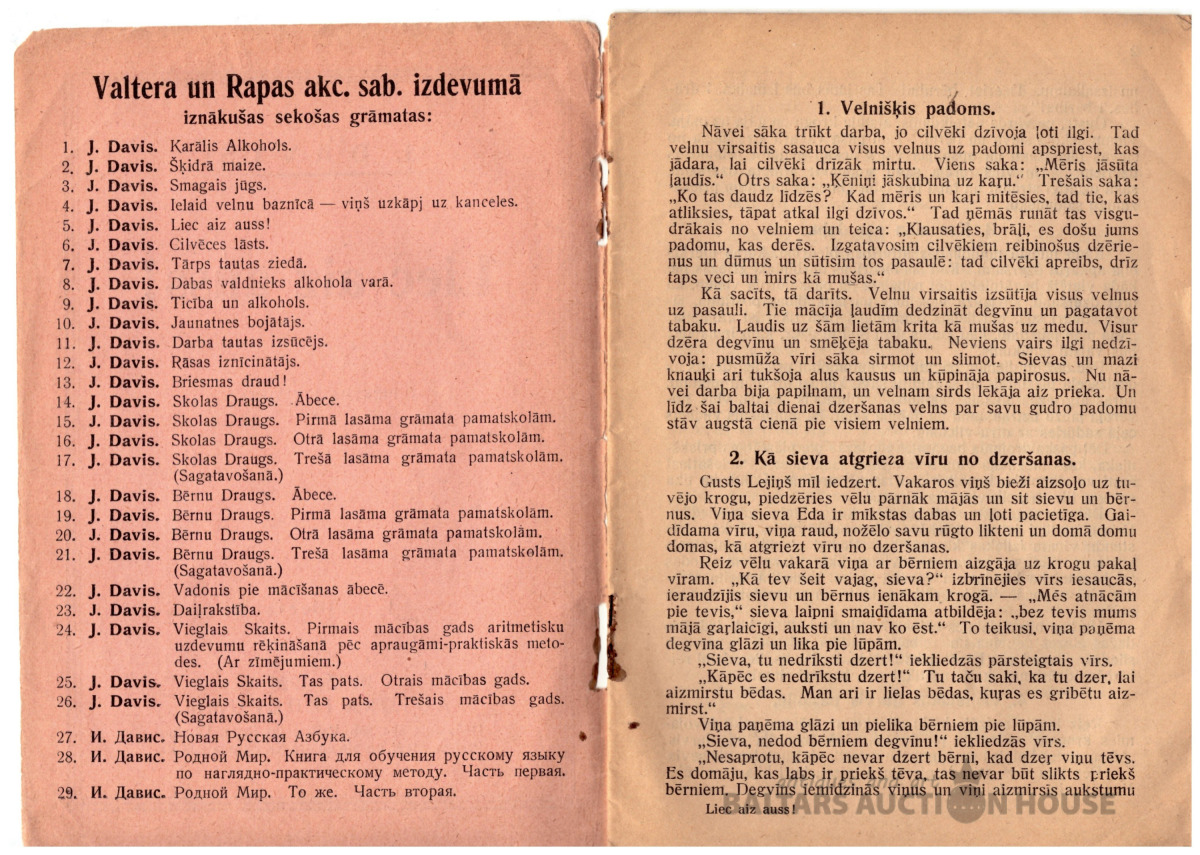 Valtera un Rapas akc. sab. izdevumā
iznākušas sekošas grāmatas:
1. J. Davis. Ķarālis Alkohols.
2. J. Davis. Šķidrā maize.
3. J. Davis. Smagais jūgs.
4. J. Davis. Ielaid velnu baznīcā — viņš uzkāpj uz kanceles.
5. J. Davis. Liec aiz auss!
6. J. Davis. Cilvēces lāsts.
7. J. Davis. Tārps tautas ziedā.
8. J. Davis. Dabas valdnieks alkohola varā.
9. J. Davis. Ticība un alkohols.
10. J. Davis. Jaunatnes bojātājs.
11. J. Davis. Darba tautas izsūcējs.
12. J. Davis. Rāsas iznīcinātājs.
13. J. Davis. Briesmas draud!
14. J. Davis. Skolas Draugs. Ābece.
15. J. Davis. Skolas Draugs. Pirmā lasāma grāmata pamatskolām.
16. J. Davis. Skolas Draugs. Otrā lasāma grāmata pamatskolām.
17. J. Davis. Skolas Draugs. Trešā lasāma grāmata pamatskolām.
(Sagatavošanā.)
18. J. Davis. Bērnu Draugs. Ābece.
19. J. Davis. Bērnu Draugs. Pirmā lasāma grāmata pamatskolām.
20. J. Davis. Bērnu Draugs. Otrā lasāma grāmata pamatskolām.
21. J. Davis. Bērnu Draugs. Trešā lasāma grāmata pamatskolām.
(Sagatavošanā.)
22. J. Davis. Vadonis pie mācīšanas ābecē.
23. J. Davis. Daiļrakstība.
24. J. Davis. Vieglais Skaits. Pirmais mācības gads aritmetisku
uzdevumu rēķināšanā pēc apraugāmi-praktiskās meto-
des. (Ar zīmējumiem.)
25. J. Davis. Vieglais Skaits. Tas pats. Otrais mācības gads.
26. J. Davis. Vieglais Skaits. Tas pats. Trešais mācības gads.
(Sagatavošanā.)
27. И. Давис. Новая Русская Азбука.
28. И. Давис. Родной Мир. Книга для обучения русскому языку
по наглядно-практическому методу. Часть первая.
29. И. Давис. Родной Мир. То же. Часть вторая.
1. Velnišķis padoms.
Nāvei sāka trūkt darba, jo cilvēki dzīvoja ļoti ilgi. Tad
velnu virsaitis sasauca visus velnus uz padomi apspriest, kas
jādara, lai cilvēki drīzāk mirtu. Viens saka: „Mēris jāsūta
ļaudīs.“ Otrs saka: „Ķēniņi jāskubina uz kaŗu.“ Trešais saka:
„Ko tas daudz līdzēs? Kad mēris un kaŗi mitēsies, tad tie, kas
atliksies, tāpat atkal ilgi dzīvos.“ Tad ņēmās runāt tas visgu-
drākais no velniem un teica: „Klausaties, brāļi, es došu jums
padomu, kas derēs. Izgatavosim cilvēkiem reibinošus dzērie-
nus un dūmus un sūtīsim tos pasaulē: tad cilvēki apreibs, drīz
taps veci un mirs kā mušas.“
Kā sacīts, tā darīts. Velnu virsaitis izsūtīja visus velnus
uz pasauli. Tie mācīja ļaudīm dedzināt degvīnu un pagatavot
tabaku. Ļaudis uz šām lietām krita kā mušas uz medu. Visur
dzēra degvīnu un smēķēja tabaku. Neviens vairs ilgi nedzī-
voja: pusmūža vīri sāka sirmot un slimot. Sievas un mazi
knauķi ari tukšoja alus kausus un kūpināja papirosus. Nu nā-
vei darba bija papilnam, un velnam sirds lēkāja aiz prieka. Un
līdz šai baltai dienai dzeršanas velns par savu gudro padomu
stāv augstā cienā pie visiem velniem.
2. Kā sieva atgrieza vīru no dzeršanas.
Gusts Lejiņš mīl iedzert. Vakaros viņš bieži aizsoļo uz tu-
vējo krogu, piedzēries vēlu pārnāk mājās un sit sievu un bēr-
nus. Viņa sieva Eda ir mīkstas dabas un ļoti pacietīga. Gai-
dīdama vīru, viņa raud, nožēlo savu rūgto likteni un domā domu
domas, kā atgriezt vīru no dzeršanas.
Reiz vēlu vakarā viņa ar bērniem aizgāja uz krogu pakaļ
vīram. „Kā tev šeit vajag, sieva?“ izbrīnējies vīrs iesaucās,
ieraudzījis sievu un bērnus ienākam krogā. — „Mēs atnācām
pie tevis,“ sieva laipni smaidīdama atbildēja: „bez tevis mums
mājā gaŗlaicīgi, auksti un nav ko ēst.“ To teikusi, viņa paņēma
degvīna glāzi un lika pie lūpām.
„Sieva, tu nedrīksti dzert!“ iekliedzās pārsteigtais vīrs.
„Kāpēc es nedrīkstu dzert!“ Tu taču saki, ka tu dzer, lai
aizmirstu bēdas. Man ari ir lielas bēdas, kuŗas es gribētu aiz-
mirst.“
Viņa paņēma glāzi un pielika bērniem pie lūpām.
„Sieva, nedod bērniem degvīnu!“ iekliedzās vīrs.
„Nesaprotu, kāpēc nevar dzert bērni, kad dzer viņu tēvs.
Es domāju, kas labs ir priekš tēva, tas nevar būt slikts priekš
bērniem. Degvīns iemidzinās viņus un viņi aizmirsīs aukstumu
Liec aiz auss!
BALTARS AUCTION HOUSE